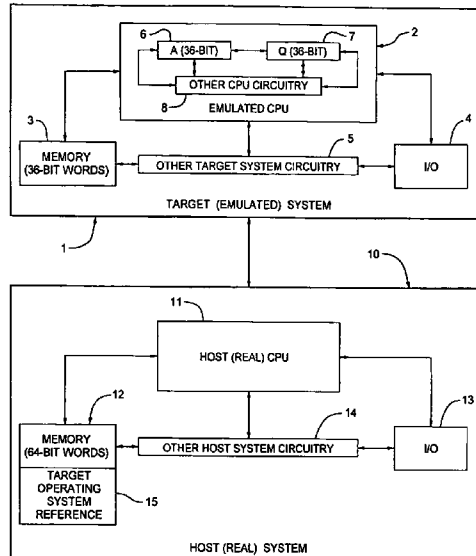 6
7
2
A (36-BIT)
Q (36-BIT)
OTHER CPU CIRCUITRY
8
EMULATED CPU
3
4
5
MEMORY
(36-BIT WORDS)
OTHER TARGET SYSTEM CIRCUITRY
I/O
TARGET (EMULATED) SYSTEM
1
10
11
HOST (REAL) CPU
12
13
14
MEMORY
(64-BIT WORDS)
OTHER HOST SYSTEM CIRCUITRY
I/O
TARGET
OPERATING
SYSTEM
REFERENCE
15
HOST (REAL) SYSTEM